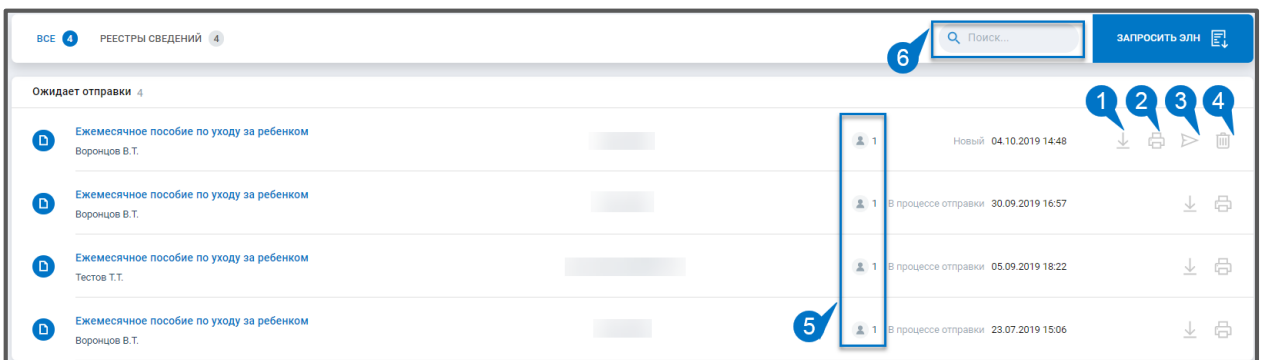 ВСЕ 4 РЕЕСТРЫ СВЕДЕНИЙ 4 Поиск... ЗАПРОСИТЬ ЭЛН
6
Ожидает отправки 4
1 2 3 4
Ежемесячное пособие по уходу за ребенком
Воронцов В.Т.
1 Новый 04.10.2019 14:48
Ежемесячное пособие по уходу за ребенком
Воронцов В.Т.
1 В процессе отправки 30.09.2019 16:57
Ежемесячное пособие по уходу за ребенком
Тестов Т.Т.
1 В процессе отправки 05.09.2019 18:22
5
Ежемесячное пособие по уходу за ребенком
Воронцов В.Т.
1 В процессе отправки 23.07.2019 15:06